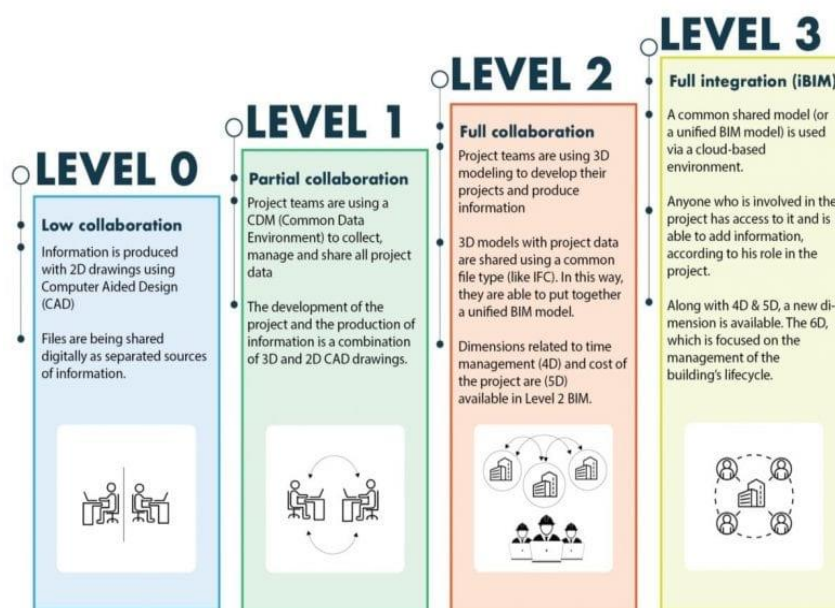 LEVEL 0
Low collaboration
Information is produced
with 2D drawings using
Computer Aided Design
(CAD)
Files are being shared
digitally as separated sources
of information.
LEVEL 1
Partial collaboration
Project teams are using a
CDM (Common Data
Environment) to collect,
manage and share all project
data
The development of the
project and the production of
information is a combination
of 3D and 2D CAD drawings.
LEVEL 2
Full collaboration
Project teams are using 3D
modeling to develop their
projects and produce
information
3D models with project data
are shared using a common
file type (like IFC). In this way,
they are able to put together
a unified BIM model.
Dimensions related to time
management (4D) and cost of
the project are (5D)
available in Level 2 BIM.
LEVEL 3
Full integration (iBIM)
A common shared model (or
a unified BIM model) is used
via a cloud-based
environment.
Anyone who is involved in the
project has access to it and is
able to add information,
according to his role in the
project.
Along with 4D & 5D, a new di-
mension is available. The 6D,
which is focused on the
management of the
building's lifecycle.